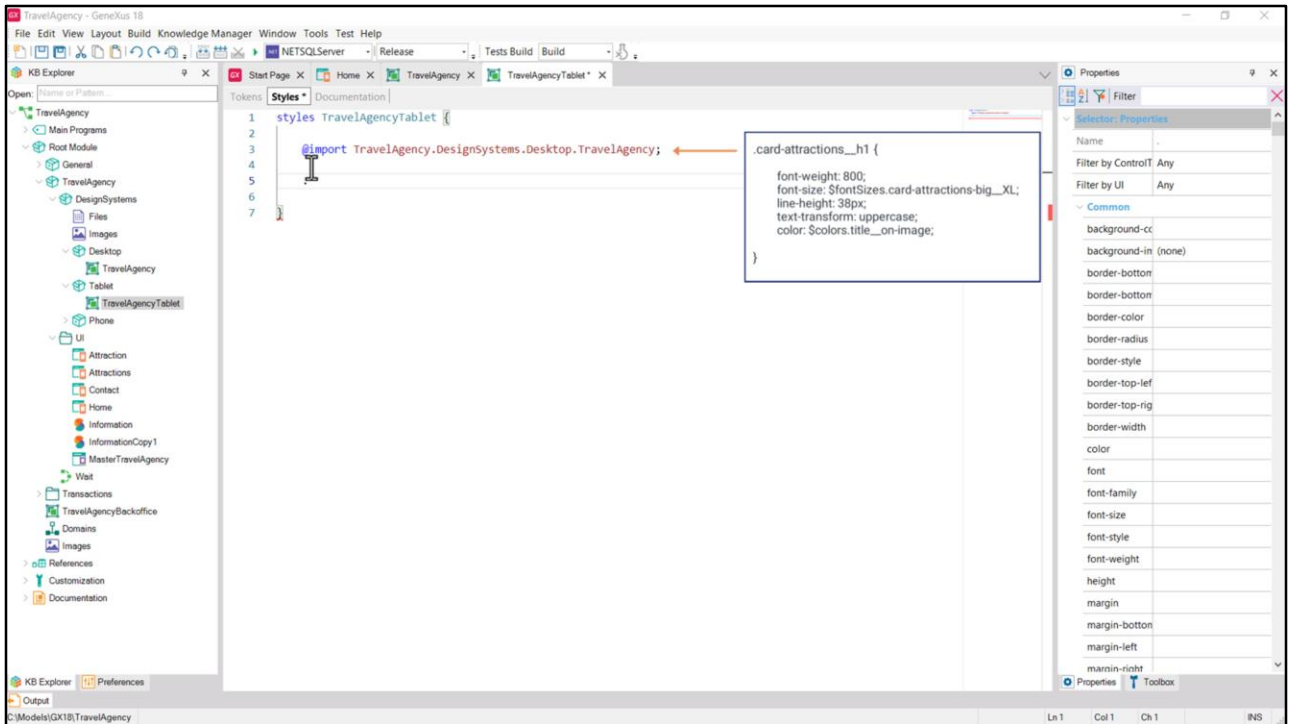 TravelAgency - GeneXus 18
File Edit View Layout Build Knowledge Manager Window Tools Test Help
NETSQLServer Release Tests Build Build
KB Explorer
Open: Name or Pattern...
TravelAgency
Main Programs
Root Module
General
TravelAgency
DesignSystems
Files
Images
Desktop
TravelAgency
Tablet
TravelAgencyTablet
Phone
UI
Attraction
Attractions
Contact
Home
Information
InformationCopy1
MasterTravelAgency
Wait
Transactions
TravelAgencyBackoffice
Domains
Images
References
Customization
Documentation
KB Explorer Preferences
Start Page Home TravelAgency TravelAgencyTablet *
Tokens Styles * Documentation
1 styles TravelAgencyTablet {
2
3 @import TravelAgency.DesignSystems.Desktop.TravelAgency;
4
5 .
6
7 }
.card-attractions__h1 {
font-weight: 800;
font-size: $fontSizes.card-attractions-big__XL;
line-height: 38px;
text-transform: uppercase;
color: $colors.title__on-image;
}
Properties
Filter
Selector: Properties
Name .
Filter by ControlT Any
Filter by UI Any
Common
background-cc
background-im (none)
border-bottom
border-bottom
border-color
border-radius
border-style
border-top-lef
border-top-rig
border-width
color
font
font-family
font-size
font-style
font-weight
height
margin
margin-bottom
margin-left
margin-right
Properties Toolbox
Output
C:\Models\GX18\TravelAgency
Ln 1 Col 1 Ch 1 INS